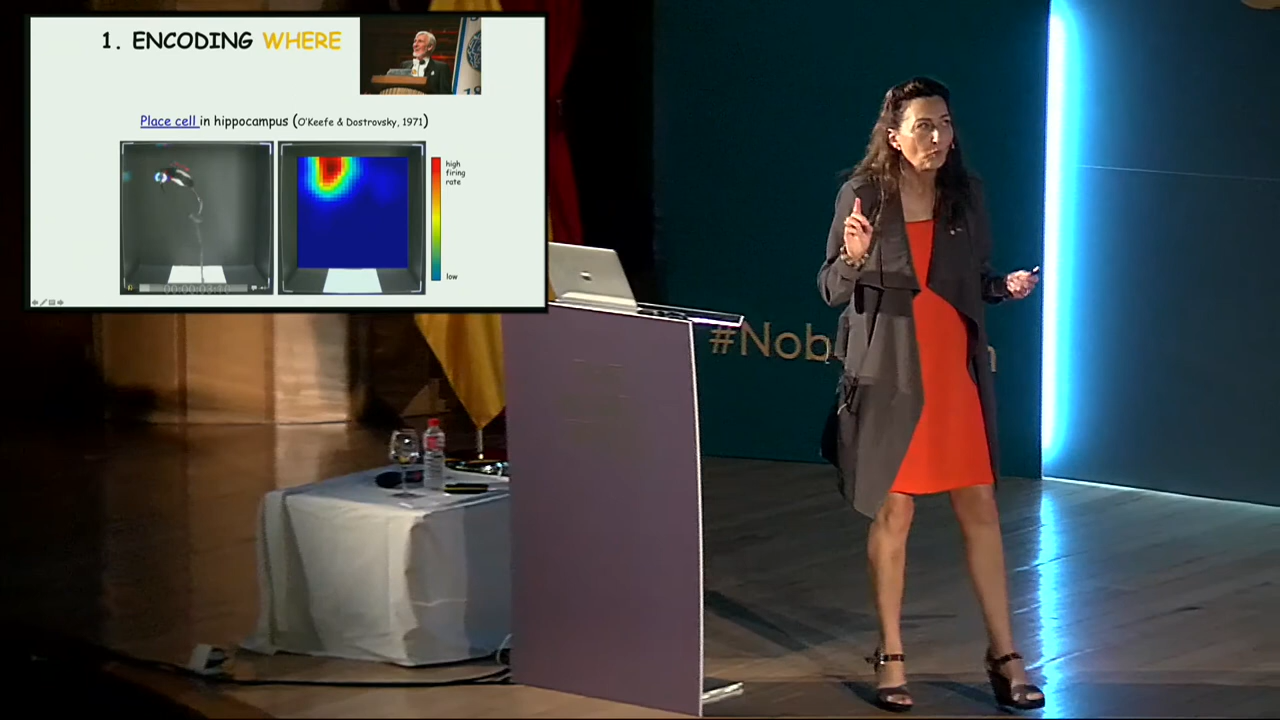 1. ENCODING WHERE
Place cell in hippocampus (O'Keefe & Dostrovsky, 1971)
high
firing
rate
low
#Nob